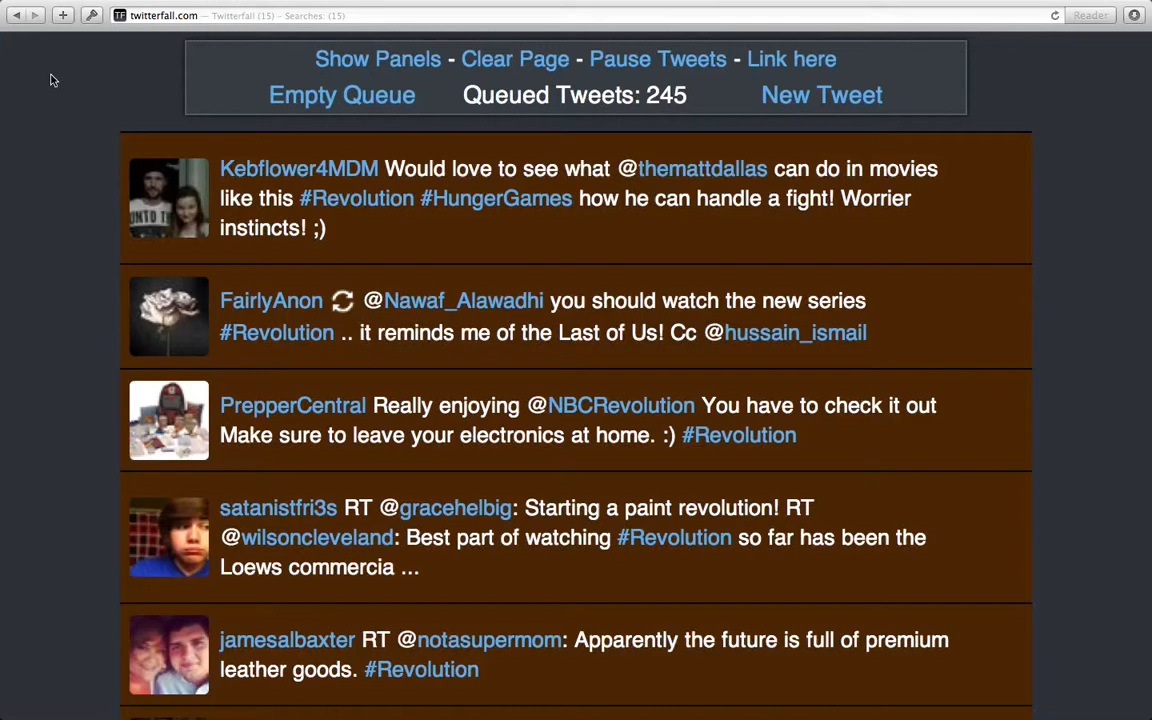 TF twitterfall.com — Twitterfall (15) - Searches: (15)
Reader
Show Panels - Clear Page - Pause Tweets - Link here
Empty Queue Queued Tweets: 245 New Tweet
Kebflower4MDM Would love to see what @themattdallas can do in movies
like this #Revolution #HungerGames how he can handle a fight! Worrier
instincts! ;)
FairlyAnon @Nawaf_Alawadhi you should watch the new series
#Revolution .. it reminds me of the Last of Us! Cc @hussain_ismail
PrepperCentral Really enjoying @NBCRevolution You have to check it out
Make sure to leave your electronics at home. :) #Revolution
satanistfri3s RT @gracehelbig: Starting a paint revolution! RT
@wilsoncleveland: Best part of watching #Revolution so far has been the
Loews commercia ...
jamesalbaxter RT @notasupermom: Apparently the future is full of premium
leather goods. #Revolution